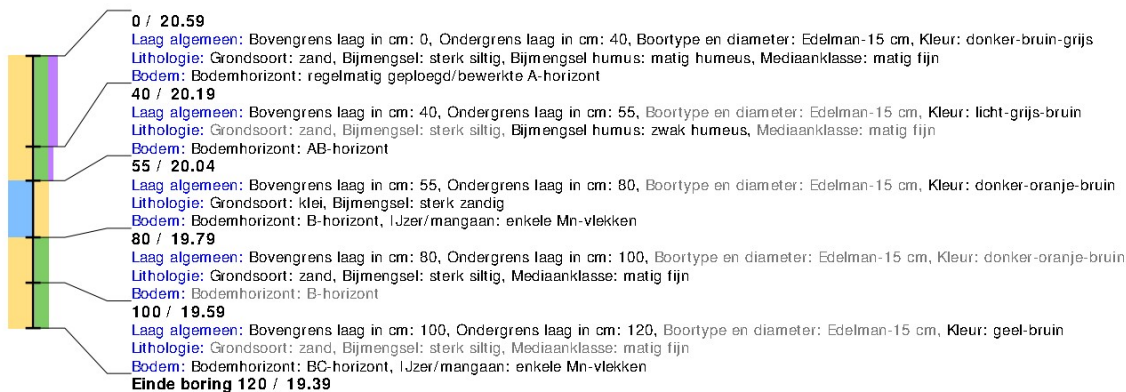 0 / 20.59
Laag algemeen: Bovengrens laag in cm: 0, Ondergrens laag in cm: 40, Boortype en diameter: Edelman-15 cm, Kleur: donker-bruin-grijs
Lithologie: Grondsoort: zand, Bijmengsel: sterk siltig, Bijmengsel humus: matig humeus, Mediaanklasse: matig fijn
Bodem: Bodemhorizont: regelmatig geploegd/bewerkte A-horizont
40 / 20.19
Laag algemeen: Bovengrens laag in cm: 40, Ondergrens laag in cm: 55, Boortype en diameter: Edelman-15 cm, Kleur: licht-grijs-bruin
Lithologie: Grondsoort: zand, Bijmengsel: sterk siltig, Bijmengsel humus: zwak humeus, Mediaanklasse: matig fijn
Bodem: Bodemhorizont: AB-horizont
55 / 20.04
Laag algemeen: Bovengrens laag in cm: 55, Ondergrens laag in cm: 80, Boortype en diameter: Edelman-15 cm, Kleur: donker-oranje-bruin
Lithologie: Grondsoort: klei, Bijmengsel: sterk zandig
Bodem: Bodemhorizont: B-horizont, IJzer/mangaan: enkele Mn-vlekken
80 / 19.79
Laag algemeen: Bovengrens laag in cm: 80, Ondergrens laag in cm: 100, Boortype en diameter: Edelman-15 cm, Kleur: donker-oranje-bruin
Lithologie: Grondsoort: zand, Bijmengsel: sterk siltig, Mediaanklasse: matig fijn
Bodem: Bodemhorizont: B-horizont
100 / 19.59
Laag algemeen: Bovengrens laag in cm: 100, Ondergrens laag in cm: 120, Boortype en diameter: Edelman-15 cm, Kleur: geel-bruin
Lithologie: Grondsoort: zand, Bijmengsel: sterk siltig, Mediaanklasse: matig fijn
Bodem: Bodemhorizont: BC-horizont, IJzer/mangaan: enkele Mn-vlekken
Einde boring 120 / 19.39